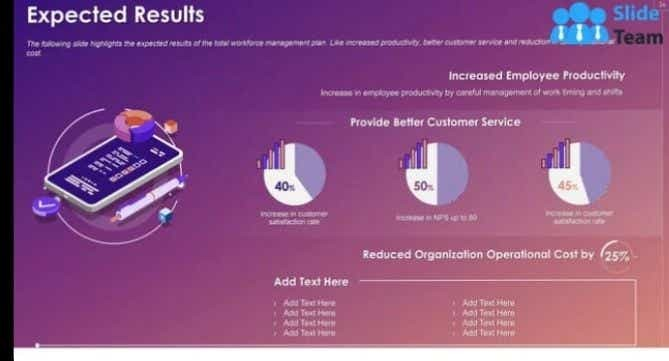 Expected Results
Slide
Team
The following slide highlights the expected results of the total workforce management plan. Like increased productivity, better customer service and reduction
cost.
Increased Employee Productivity
Increase in employee productivity by careful management of work timing and shifts
Provide Better Customer Service
40%
50%
45%
Increase in customer
satisfaction rate
Increase in NPS up to 80
Increase in customer
satisfaction rate
Reduced Organization Operational Cost by 25%
Add Text Here
› Add Text Here
› Add Text Here
› Add Text Here
› Add Text Here
› Add Text Here
› Add Text Here
› Add Text Here
› Add Text Here